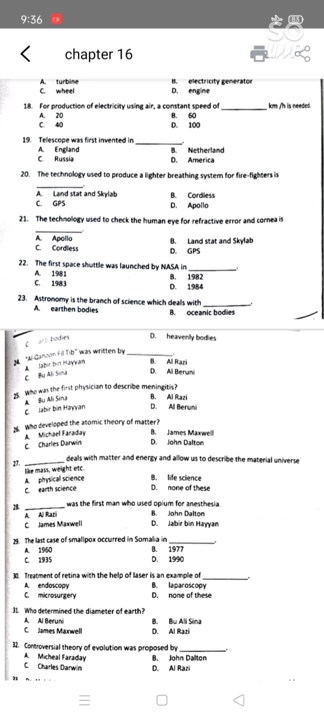 9:36
83
chapter 16
A. turbine B. electricity generator
C. wheel D. engine
18. For production of electricity using air, a constant speed of __________ km /h is needed.
A. 20 B. 60
C. 40 D. 100
19. Telescope was first invented in __________.
A. England B. Netherland
C. Russia D. America
20. The technology used to produce a lighter breathing system for fire-fighters is
__________.
A. Land stat and Skylab B. Cordless
C. GPS D. Apollo
21. The technology used to check the human eye for refractive error and cornea is
__________.
A. Apollo B. Land stat and Skylab
C. Cordless D. GPS
22. The first space shuttle was launched by NASA in __________.
A. 1981 B. 1982
C. 1983 D. 1984
23. Astronomy is the branch of science which deals with __________.
A. earthen bodies B. oceanic bodies
C. bodies D. heavenly bodies
24. "Al-Qanoon Fil Tib" was written by __________
A. Jabir bin Hayyan B. Al Razi
C. Bu Ali Sina D. Al Beruni
25. Who was the first physician to describe meningitis?
A. Bu Ali Sina B. Al Razi
C. Jabir bin Hayyan D. Al Beruni
26. Who developed the atomic theory of matter?
A. Michael Faraday B. James Maxwell
C. Charles Darwin D. John Dalton
27. __________ deals with matter and energy and allow us to describe the material universe
like mass, weight etc.
A. physical science B. life science
C. earth science D. none of these
28. __________ was the first man who used opium for anesthesia.
A. Al Razi B. John Dalton
C. James Maxwell D. Jabir bin Hayyan
29. The last case of smallpox occurred in Somalia in __________.
A. 1960 B. 1977
C. 1935 D. 1990
30. Treatment of retina with the help of laser is an example of __________.
A. endoscopy B. laparoscopy
C. microsurgery D. none of these
31. Who determined the diameter of earth?
A. Al Beruni B. Bu Ali Sina
C. James Maxwell D. Al Razi
32. Controversial theory of evolution was proposed by __________.
A. Micheal Faraday B. John Dalton
C. Charles Darwin D. Al Razi